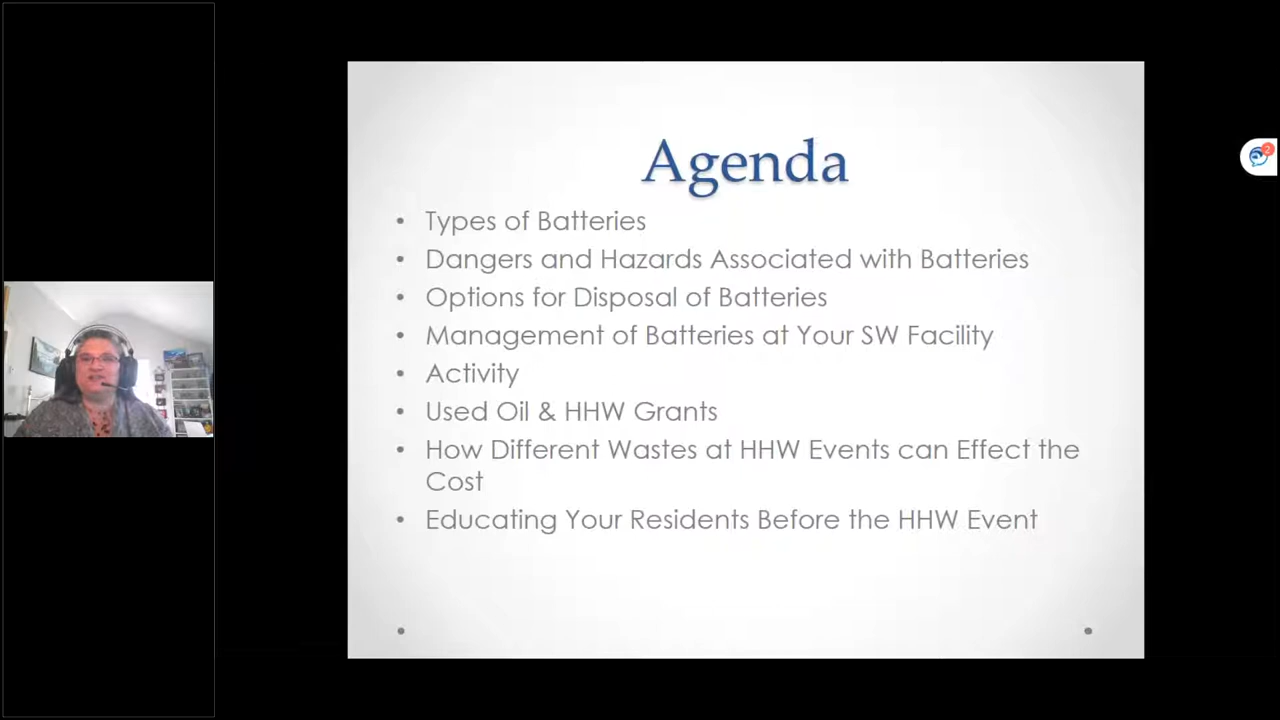 Agenda
• Types of Batteries
• Dangers and Hazards Associated with Batteries
• Options for Disposal of Batteries
• Management of Batteries at Your SW Facility
• Activity
• Used Oil & HHW Grants
• How Different Wastes at HHW Events can Effect the
Cost
• Educating Your Residents Before the HHW Event
2